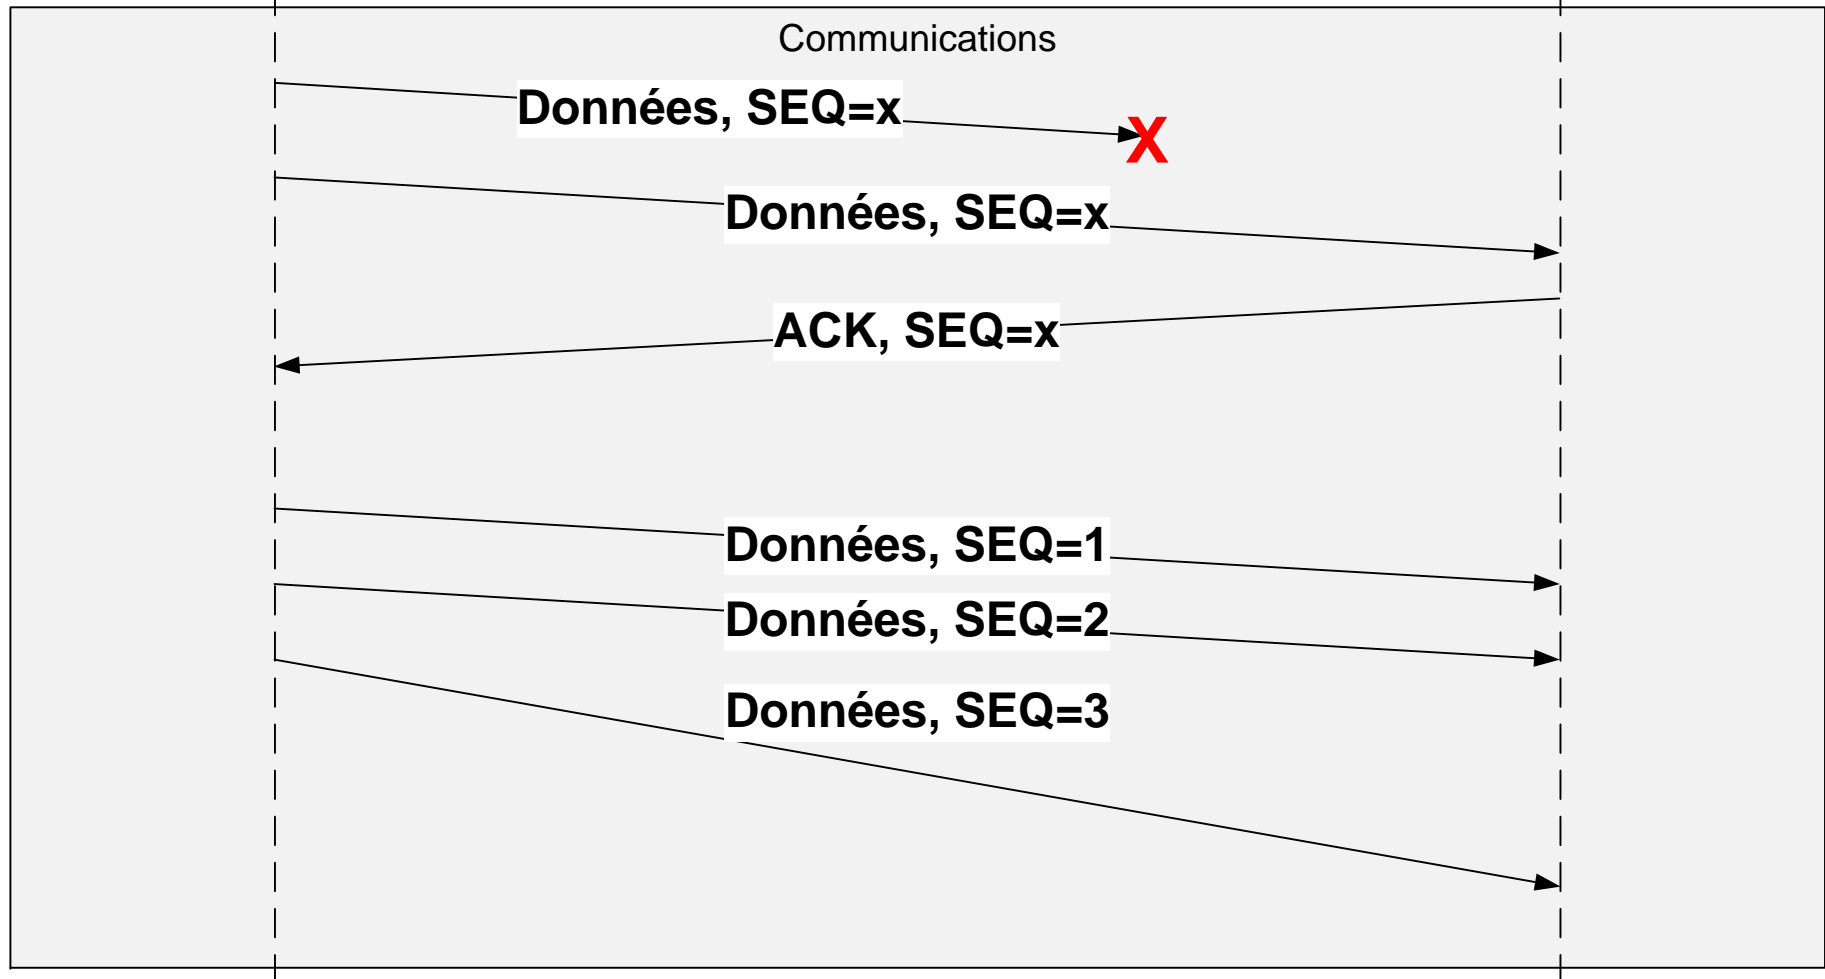 Communications
Données, SEQ=x
X
Données, SEQ=x
ACK, SEQ=x
Données, SEQ=1
Données, SEQ=2
Données, SEQ=3